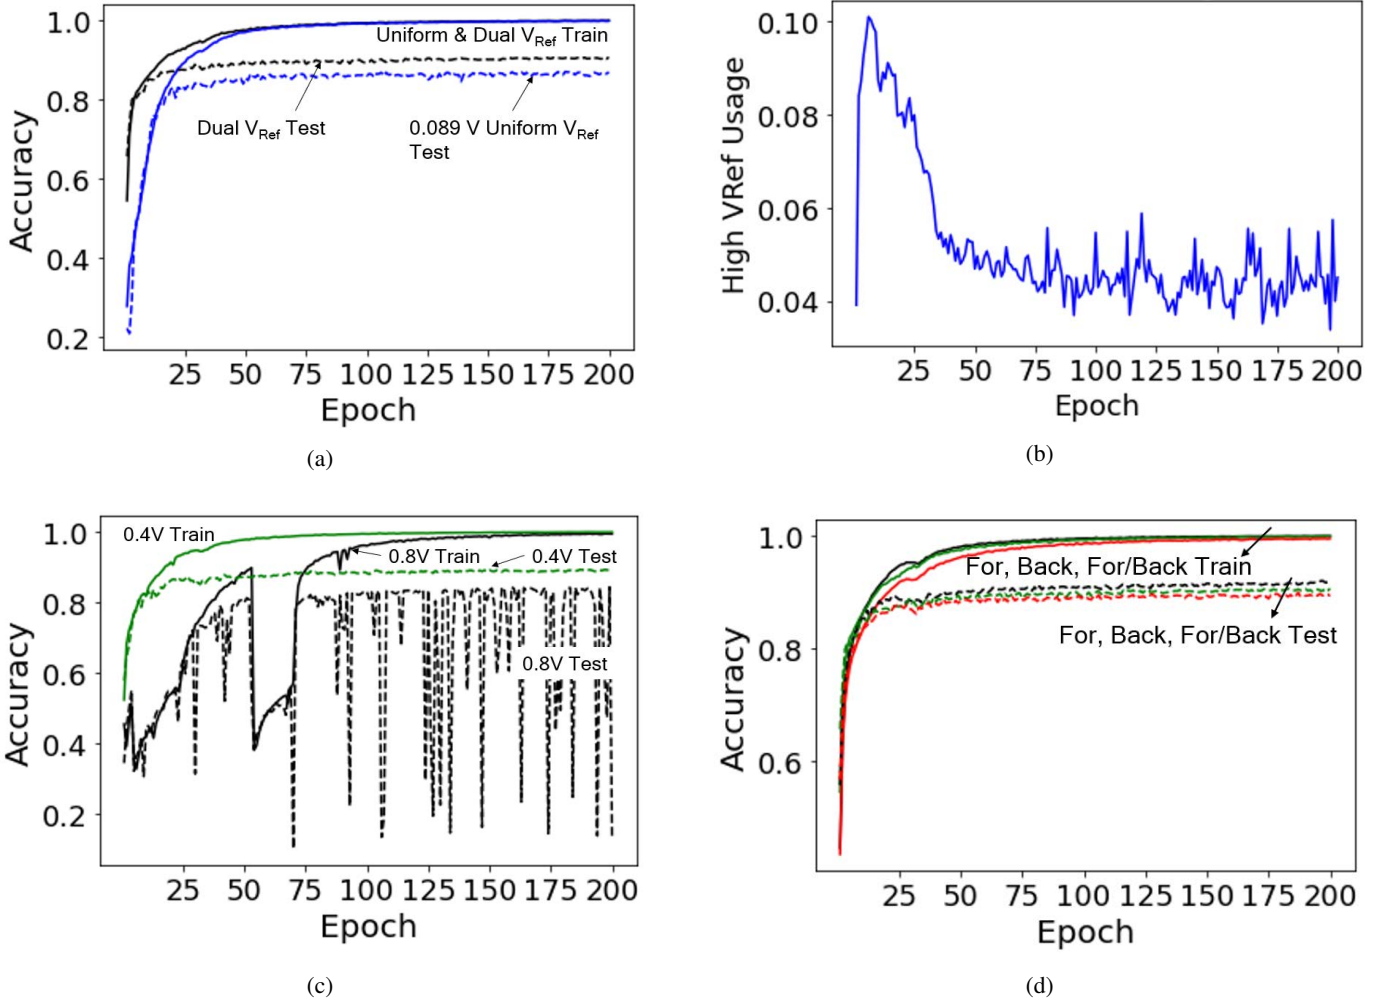 1.0
0.8
0.6
0.4
0.2
Accuracy
Uniform & Dual V_Ref Train
Dual V_Ref Test
0.089 V Uniform V_Ref
Test
25 50 75 100 125 150 175 200
Epoch
(a)
0.10
0.08
0.06
0.04
High VRef Usage
25 50 75 100 125 150 175 200
Epoch
(b)
1.0
0.8
0.6
0.4
0.2
Accuracy
0.4V Train
0.8V Train
0.4V Test
0.8V Test
25 50 75 100 125 150 175 200
Epoch
(c)
1.0
0.8
0.6
Accuracy
For, Back, For/Back Train
For, Back, For/Back Test
25 50 75 100 125 150 175 200
Epoch
(d)